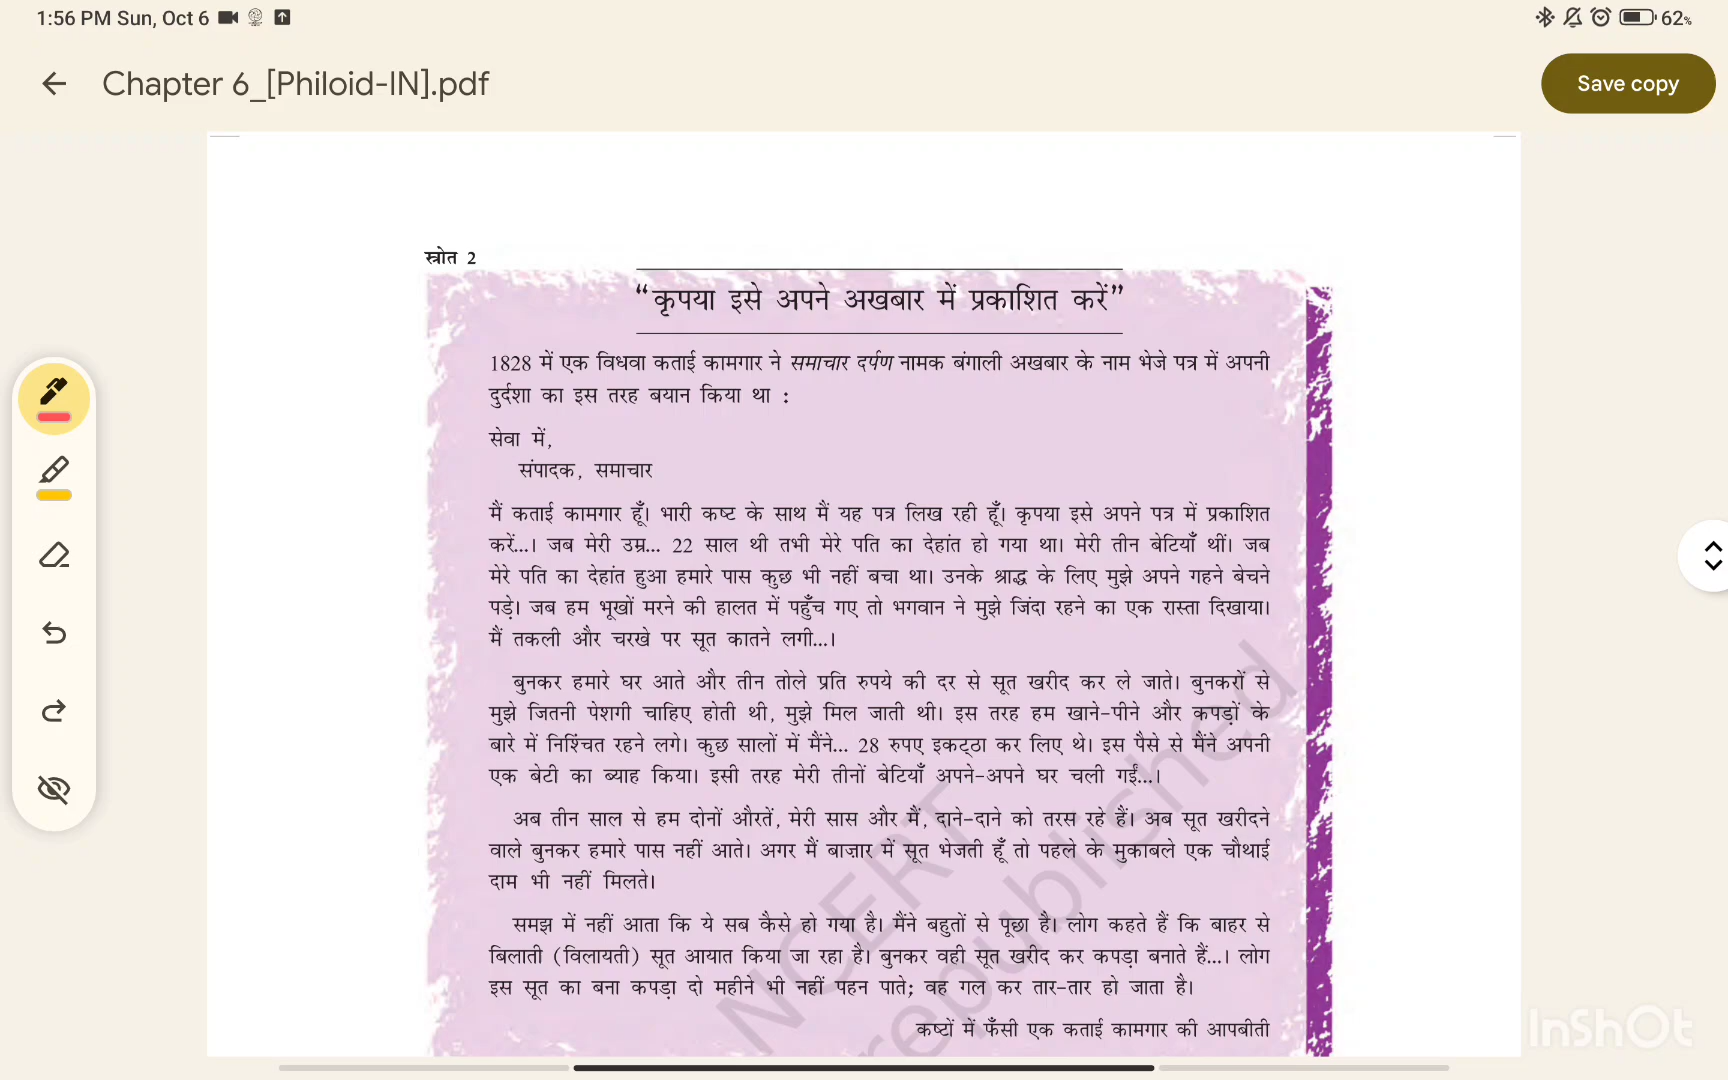 1:56 PM Sun, Oct 6
62%
Chapter 6_[Philoid-IN].pdf
Save copy
स्त्रोत 2
“कृपया इसे अपने अखबार में प्रकाशित करें”
1828 में एक विधवा कताई कामगार ने समाचार दर्पण नामक बंगाली अखबार के नाम भेजे पत्र में अपनी
दुर्दशा का इस तरह बयान किया था :
सेवा में,
संपादक, समाचार
मैं कताई कामगार हूँ। भारी कष्ट के साथ मैं यह पत्र लिख रही हूँ। कृपया इसे अपने पत्र में प्रकाशित
करें...। जब मेरी उम्र... 22 साल थी तभी मेरे पति का देहांत हो गया था। मेरी तीन बेटियाँ थीं। जब
मेरे पति का देहांत हुआ हमारे पास कुछ भी नहीं बचा था। उनके श्राद्ध के लिए मुझे अपने गहने बेचने
पड़े। जब हम भूखों मरने की हालत में पहुँच गए तो भगवान ने मुझे जिंदा रहने का एक रास्ता दिखाया।
मैं तकली और चरखे पर सूत कातने लगी...।
बुनकर हमारे घर आते और तीन तोले प्रति रुपये की दर से सूत खरीद कर ले जाते। बुनकरों से
मुझे जितनी पेशगी चाहिए होती थी, मुझे मिल जाती थी। इस तरह हम खाने-पीने और कपड़ों के
बारे में निश्चिंत रहने लगे। कुछ सालों में मैंने... 28 रुपए इकट्ठा कर लिए थे। इस पैसे से मैंने अपनी
एक बेटी का ब्याह किया। इसी तरह मेरी तीनों बेटियाँ अपने-अपने घर चली गईं...।
अब तीन साल से हम दोनों औरतें, मेरी सास और मैं, दाने-दाने को तरस रहे हैं। अब सूत खरीदने
वाले बुनकर हमारे पास नहीं आते। अगर मैं बाज़ार में सूत भेजती हूँ तो पहले के मुकाबले एक चौथाई
दाम भी नहीं मिलते।
समझ में नहीं आता कि ये सब कैसे हो गया है। मैंने बहुतों से पूछा है। लोग कहते हैं कि बाहर से
बिलाती (विलायती) सूत आयात किया जा रहा है। बुनकर वही सूत खरीद कर कपड़ा बनाते हैं...। लोग
इस सूत का बना कपड़ा दो महीने भी नहीं पहन पाते; वह गल कर तार-तार हो जाता है।
कष्टों में फँसी एक कताई कामगार की आपबीती
NCERT
republished
InShOt